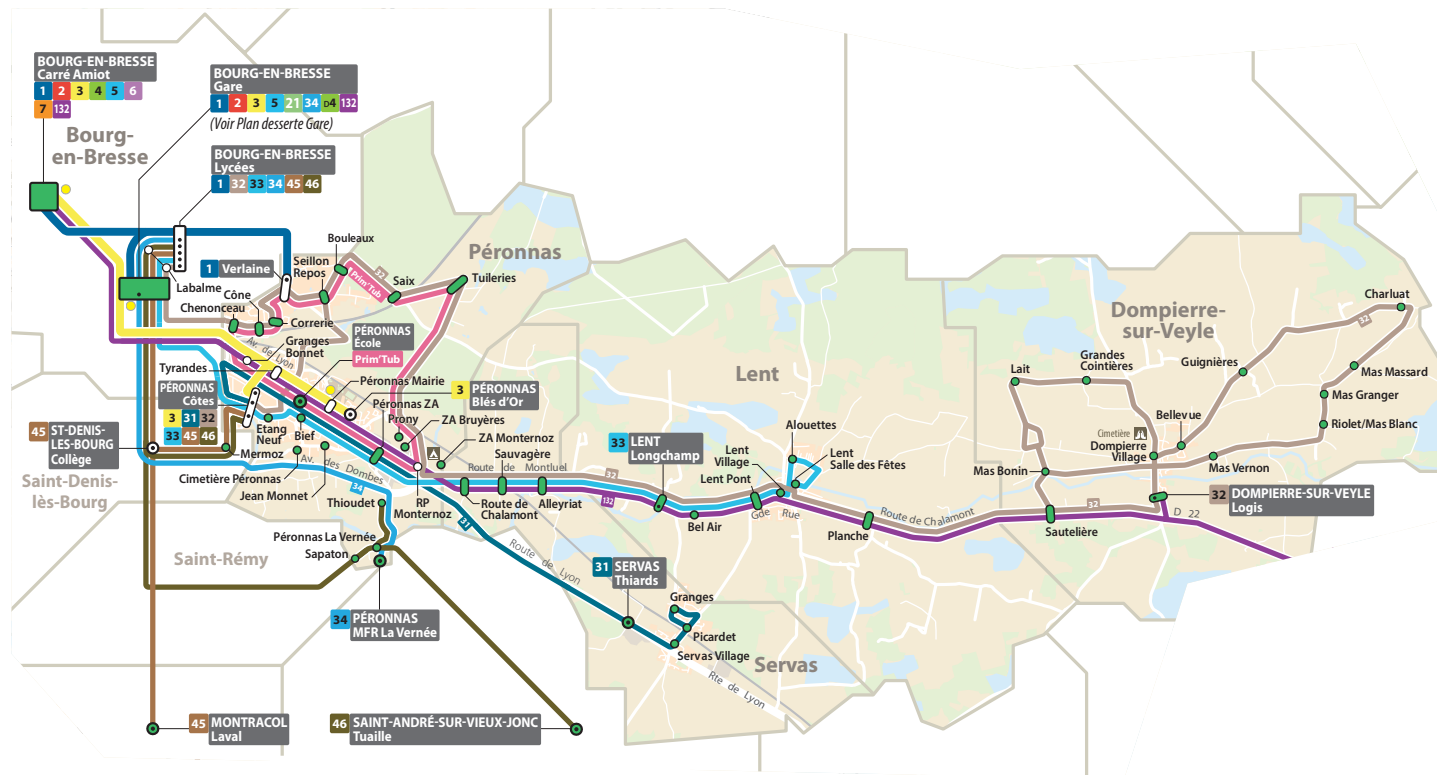 BOURG-EN-BRESSE
Carré Amiot
1 2 3 4 5 6
7 132
BOURG-EN-BRESSE
Gare
1 2 3 5 21 34 D4 132
(Voir Plan desserte Gare)
Bourg-
en-Bresse
BOURG-EN-BRESSE
Lycées
1 32 33 34 45 46
Labalme
1 Verlaine
Seillon
Repos
Bouleaux
32
Prim'Tub
Saix
Péronnas
Tuileries
Cône
Chenonceau
Correrie
Av. de Lyon
Granges
Bonnet
PÉRONNAS
École
Prim'Tub
Tyrandes
Péronnas Mairie
3 PÉRONNAS
Blés d'Or
PÉRONNAS
Côtes
3 31 32
33 45 46
Péronnas ZA
Prony
ZA Bruyères
ZA Monternoz
Sauvagère
45 ST-DENIS-
LES-BOURG
Collège
Saint-Denis-
lès-Bourg
Etang
Neuf
Bief
Mermoz
Cimetière Péronnas
Jean Monnet
Av. des Dombes
34
Thioudet
Péronnas La Vernée
Sapaton
Saint-Rémy
34 PÉRONNAS
MFR La Vernée
RP
Monternoz
31
Route de Montluel
Route de
Chalamont
Alleyriat
32
132
33 LENT
Longchamp
Lent
Bel Air
Lent
Village
Lent Pont
Alouettes
Lent
Salle des Fêtes
Gde Rue
Planche
Route de Chalamont
32
Sautelière
Dompierre-
sur-Veyle
Lait
Grandes
Cointières
Guignières
32
Charluat
Mas Massard
Mas Granger
Riolet/Mas Blanc
Bellevue
Cimetière
Dompierre
Village
Mas Bonin
Mas Vernon
32 DOMPIERRE-SUR-VEYLE
Logis
D 22
Route de Lyon
31 SERVAS
Thiards
Granges
Picardet
Servas Village
Servas
Rte de Lyon
45 MONTRACOL
Laval
46 SAINT-ANDRÉ-SUR-VIEUX-JONC
Tuaille